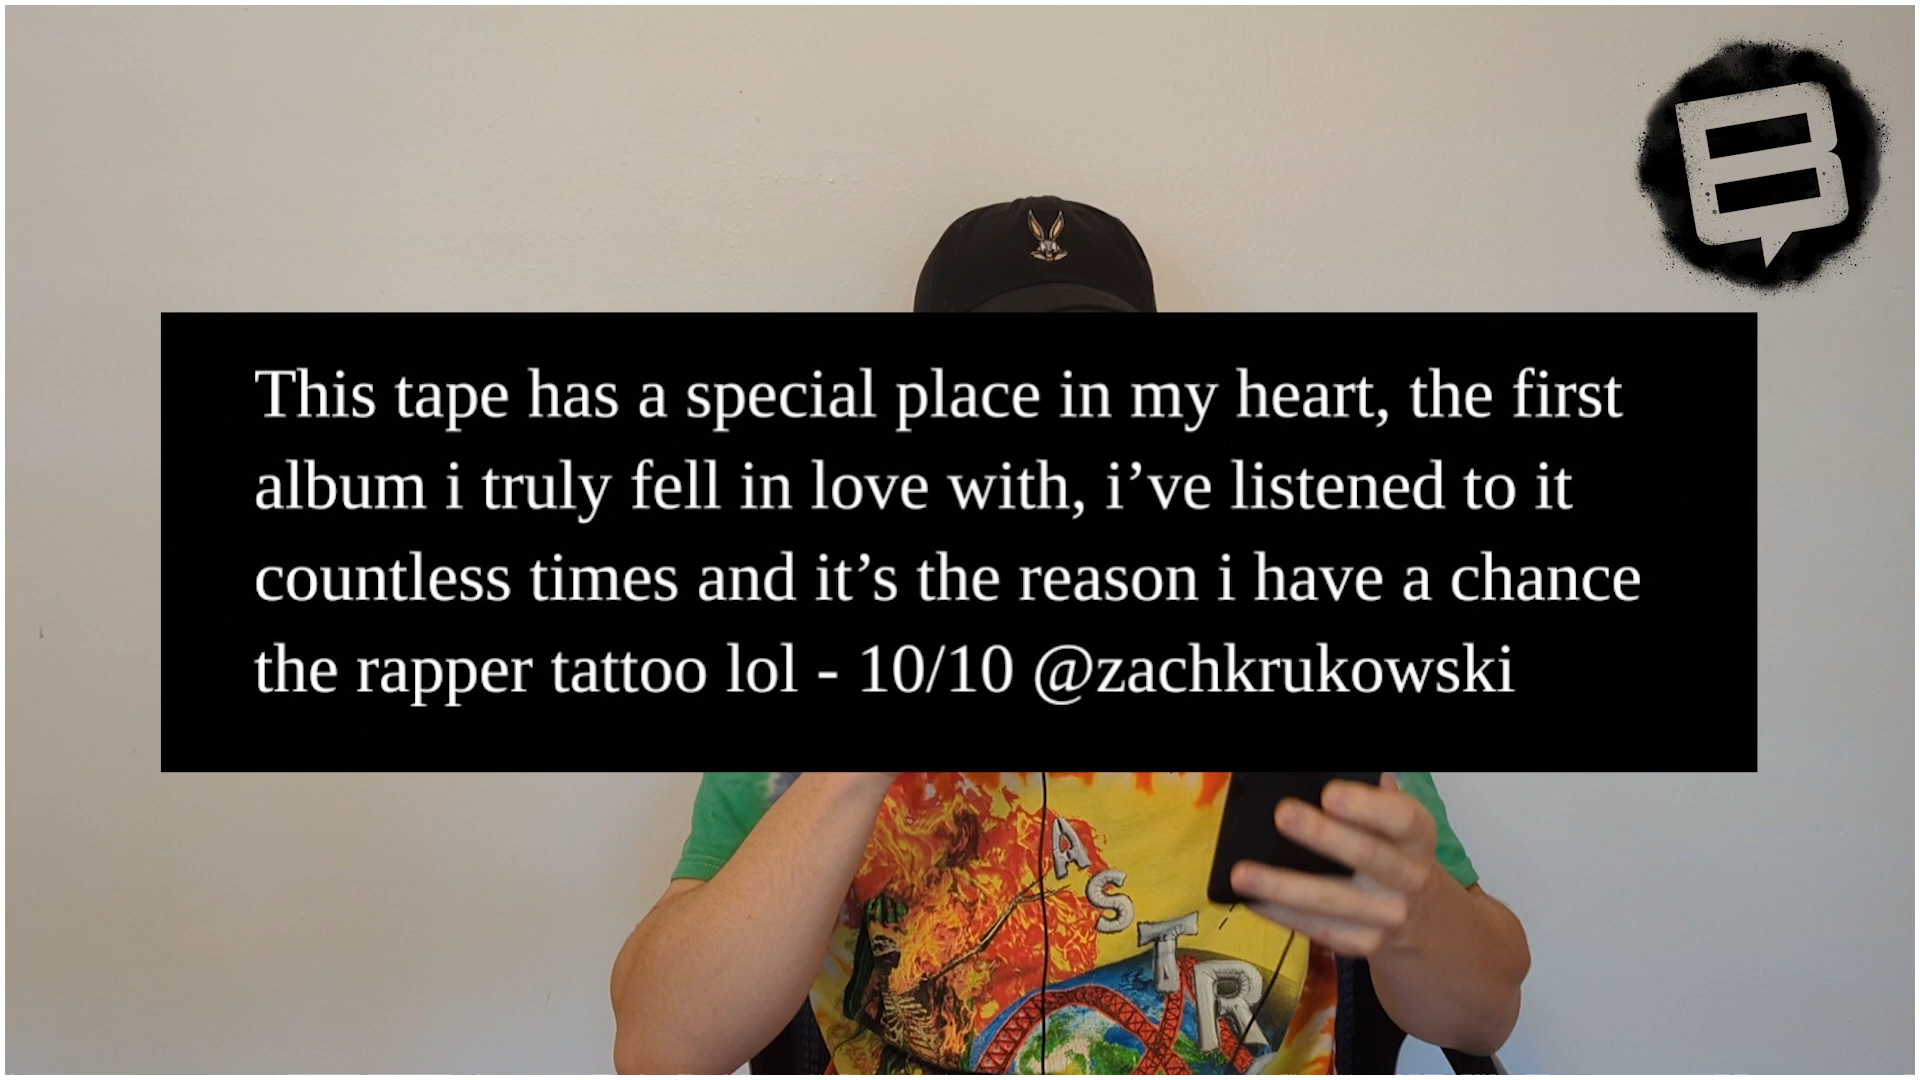 This tape has a special place in my heart, the first
album i truly fell in love with, i’ve listened to it
countless times and it’s the reason i have a chance
the rapper tattoo lol - 10/10 @zachkrukowski
B
ASTR